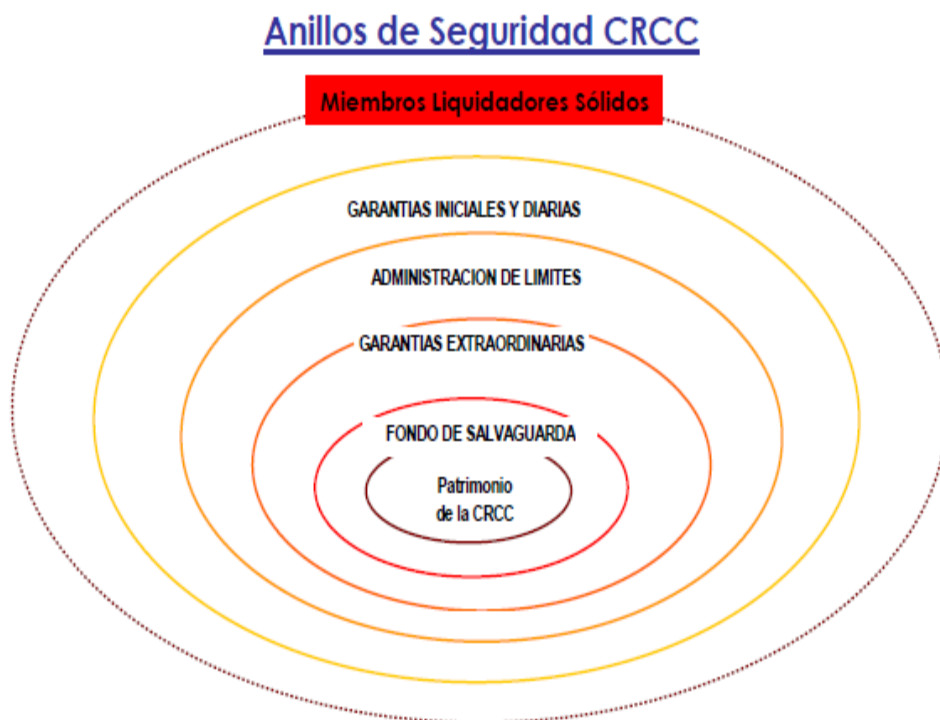 Anillos de Seguridad CRCC
Miembros Liquidadores Sólidos
GARANTIAS INICIALES Y DIARIAS
ADMINISTRACION DE LIMITES
GARANTIAS EXTRAORDINARIAS
FONDO DE SALVAGUARDA
Patrimonio
de la CRCC